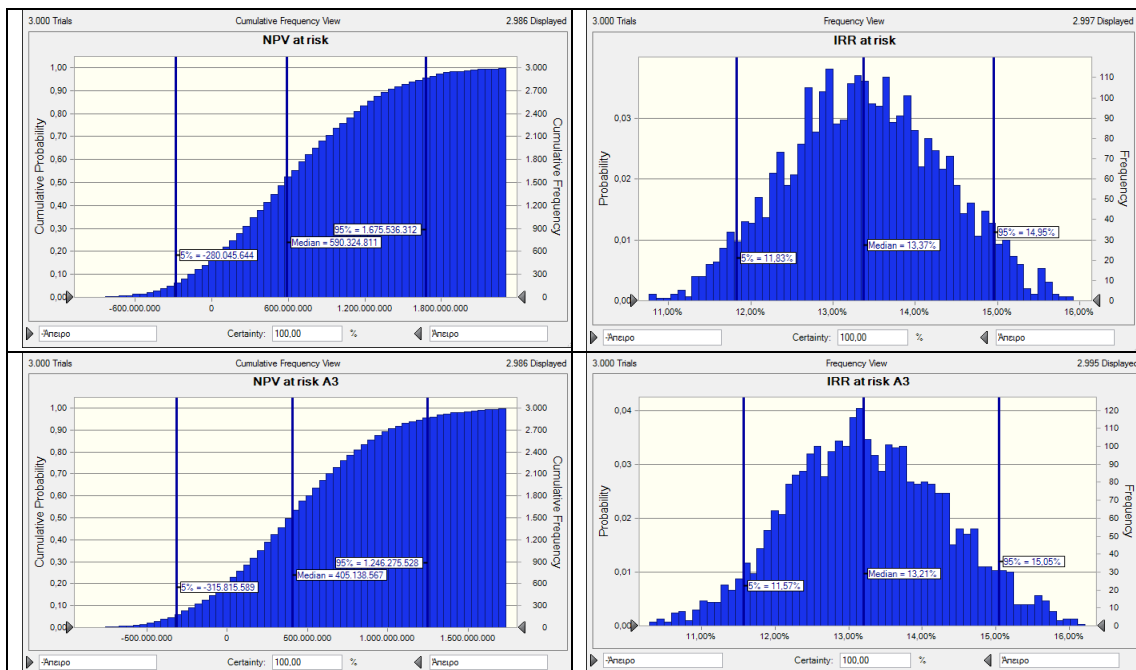 3.000 Trials
Cumulative Frequency View
2.986 Displayed
NPV at risk
Cumulative Probability
1,00
0,90
0,80
0,70
0,60
0,50
0,40
0,30
0,20
0,10
0,00
3.000
2.700
2.400
2.100
1.800
1.500
1.200
900
600
300
0
Cumulative Frequency
95% = 1.675.536.312
Median = 590.324.811
5% = -280.045.644
-600.000.000 0 600.000.000 1.200.000.000 1.800.000.000
-Άπειρο
Certainty: 100,00 %
Άπειρο
3.000 Trials
Frequency View
2.997 Displayed
IRR at risk
Probability
0,03
0,02
0,01
0,00
110
100
90
80
70
60
50
40
30
20
10
0
Frequency
95% = 14,95%
Median = 13,37%
5% = 11,83%
11,00% 12,00% 13,00% 14,00% 15,00% 16,00%
-Άπειρο
Certainty: 100,00 %
Άπειρο
3.000 Trials
Cumulative Frequency View
2.986 Displayed
NPV at risk A3
Cumulative Probability
1,00
0,90
0,80
0,70
0,60
0,50
0,40
0,30
0,20
0,10
0,00
3.000
2.700
2.400
2.100
1.800
1.500
1.200
900
600
300
0
Cumulative Frequency
95% = 1.246.275.528
Median = 405.138.567
5% = -315.815.589
-500.000.000 0 500.000.000 1.000.000.000 1.500.000.000
-Άπειρο
Certainty: 100,00 %
Άπειρο
3.000 Trials
Frequency View
2.995 Displayed
IRR at risk A3
Probability
0,04
0,03
0,02
0,01
0,00
120
110
100
90
80
70
60
50
40
30
20
10
0
Frequency
95% = 15,05%
Median = 13,21%
5% = 11,57%
11,00% 12,00% 13,00% 14,00% 15,00% 16,00%
-Άπειρο
Certainty: 100,00 %
Άπειρο